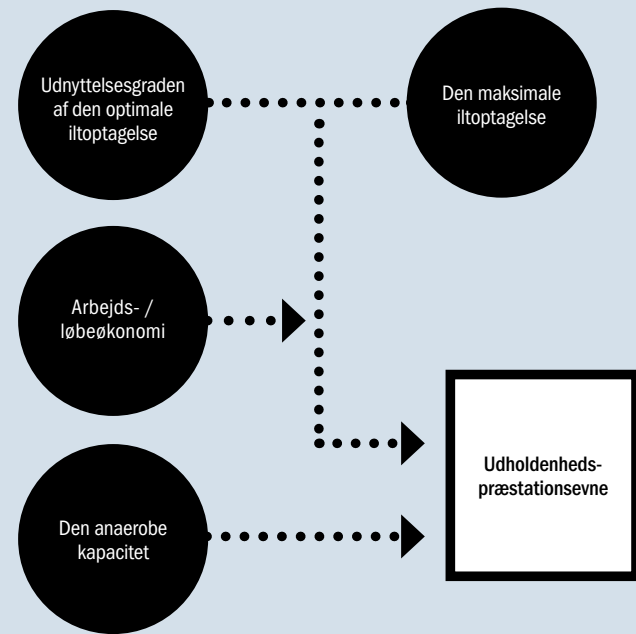 Udnyttelsesgraden
af den optimale
iltoptagelse
Den maksimale
iltoptagelse
Arbejds- /
løbeøkonomi
Den anaerobe
kapacitet
Udholdenheds-
præstationsevne